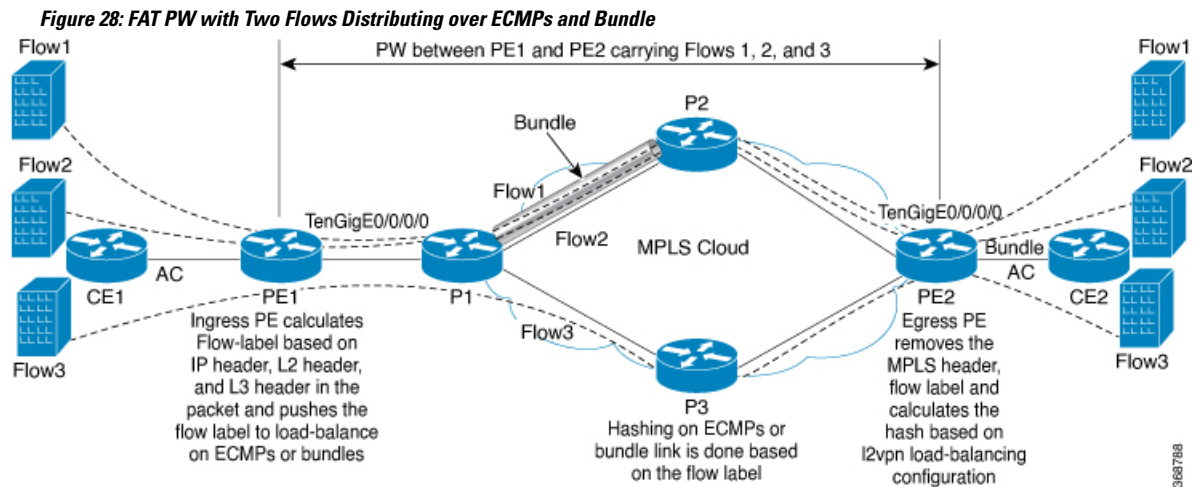 Figure 28: FAT PW with Two Flows Distributing over ECMPs and Bundle
Flow1
PW between PE1 and PE2 carrying Flows 1, 2, and 3
Flow1
P2
Bundle
Flow2
Flow1
Flow2
TenGigE0/0/0/0
Flow2
MPLS Cloud
TenGigE0/0/0/0
Bundle
AC
AC
CE1
PE1
P1
PE2
CE2
Flow3
Flow3
Flow3
Ingress PE calculates
Flow-label based on
IP header, L2 header,
and L3 header in the
packet and pushes the
flow label to load-balance
on ECMPs or bundles
P3
Hashing on ECMPs or
bundle link is done based
on the flow label
Egress PE
removes the
MPLS header,
flow label and
calculates the
hash based on
l2vpn load-balancing
configuration
368788